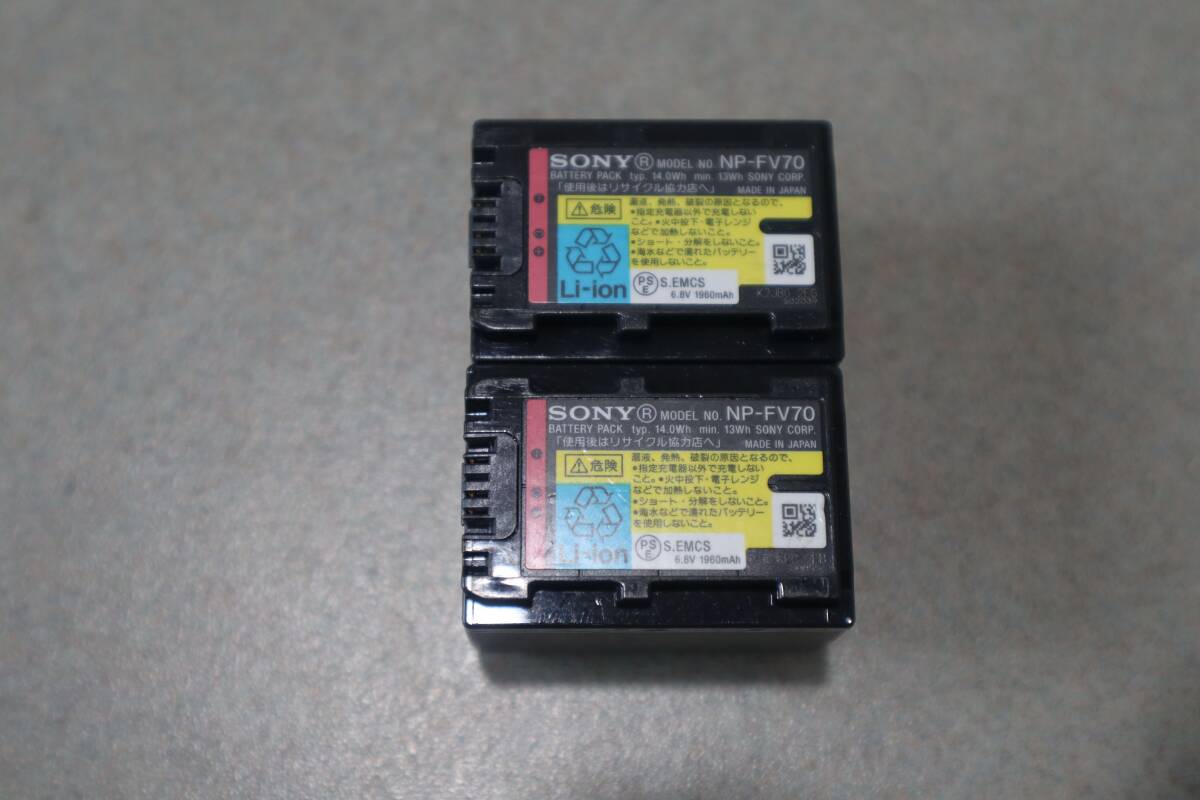 SONY® MODEL NO. NP-FV70
BATTERY PACK typ. 14.0Wh min. 13Wh SONY CORP.
「使用後はリサイクル協力店へ」 MADE IN JAPAN
⚠危険
漏液、発熱、破裂の原因となるので、
•指定充電器以外で充電しない
こと。•火中投下・電子レンジ
などで加熱しないこと。
•ショート・分解をしないこと。
•海水などで濡れたバッテリー
を使用しないこと。
Li-ion
PSE S.EMCS
6.8V 1960mAh
SONY® MODEL NO. NP-FV70
BATTERY PACK typ. 14.0Wh min. 13Wh SONY CORP.
「使用後はリサイクル協力店へ」 MADE IN JAPAN
⚠危険
漏液、発熱、破裂の原因となるので、
•指定充電器以外で充電しない
こと。•火中投下・電子レンジ
などで加熱しないこと。
•ショート・分解をしないこと。
•海水などで濡れたバッテリー
を使用しないこと。
Li-ion
PSE S.EMCS
6.8V 1960mAh